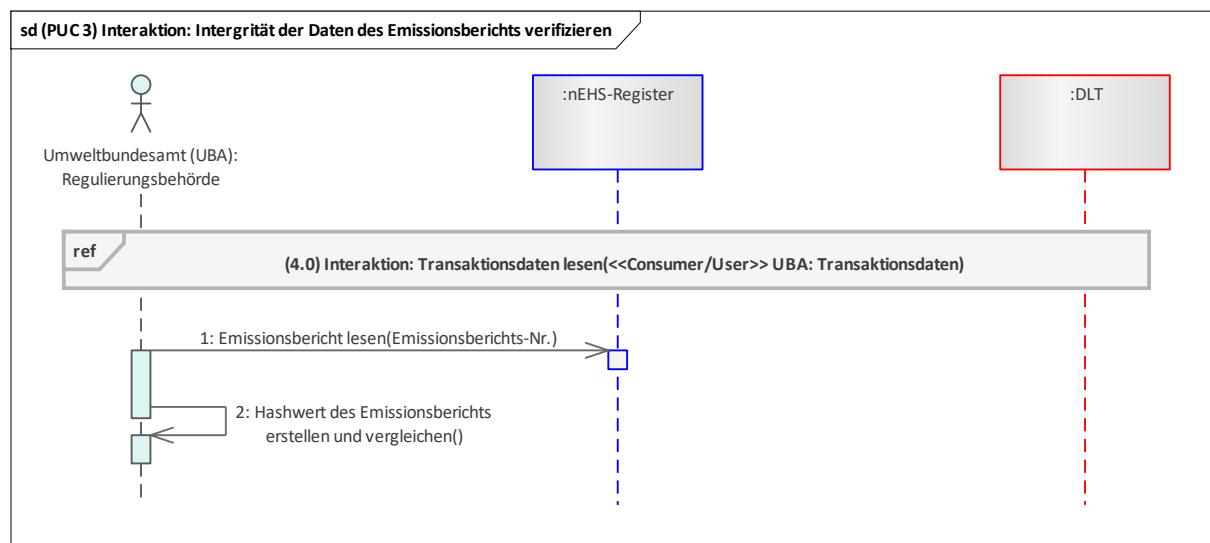 sd (PUC 3) Interaktion: Intergrität der Daten des Emissionsberichts verifizieren
:nEHS-Register
:DLT
Umweltbundesamt (UBA):
Regulierungsbehörde
ref
(4.0) Interaktion: Transaktionsdaten lesen(<<Consumer/User>> UBA: Transaktionsdaten)
1: Emissionsbericht lesen(Emissionsberichts-Nr.)
2: Hashwert des Emissionsberichts
erstellen und vergleichen()